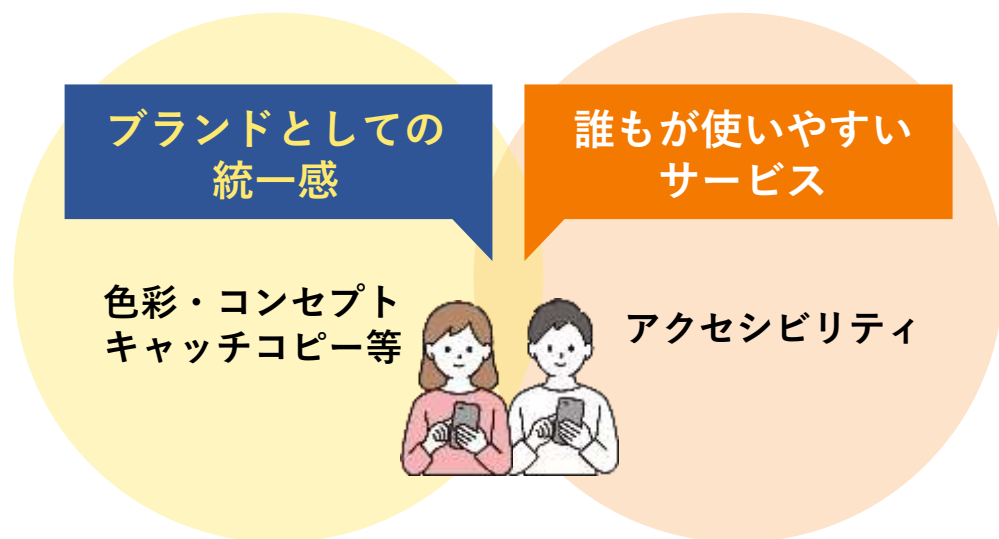 ブランドとしての
統一感
誰もが使いやすい
サービス
色彩・コンセプト
キャッチコピー等
アクセシビリティ